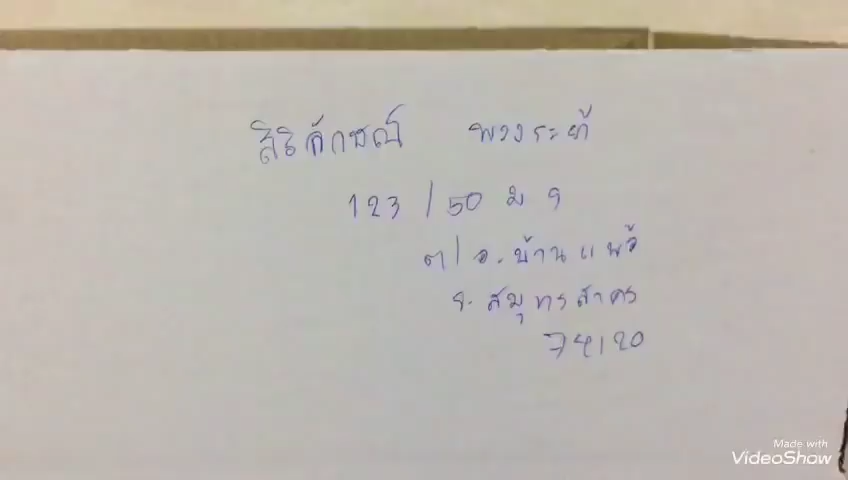 สิริลักษณ์ พวงระย้า
123/50 ม 9
ต/อ.บ้านแพ้ว
จ.สมุทรสาคร
74120
Made with
VideoShow